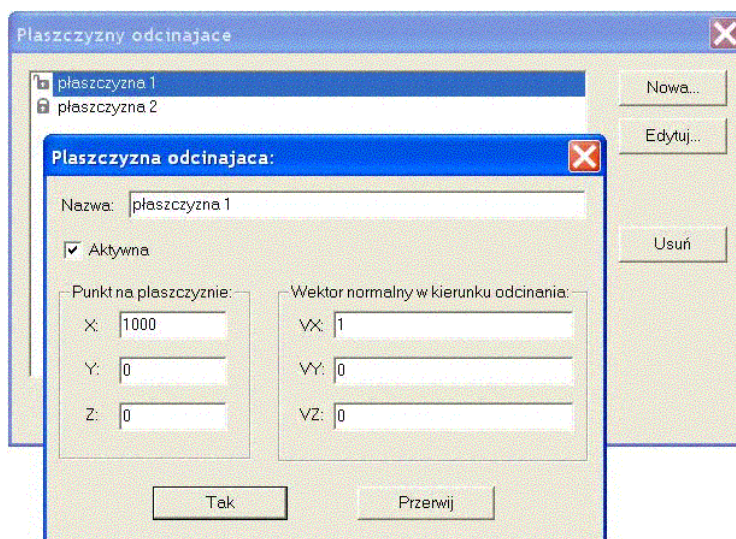 Plaszczyzny odcinajace
płaszczyzna 1
płaszczyzna 2
Nowa...
Edytuj...
Usuń
Plaszczyzna odcinajaca:
Nazwa: płaszczyzna 1
Aktywna
Punkt na plaszczyznie:
X: 1000
Y: 0
Z: 0
Wektor normalny w kierunku odcinania:
VX: 1
VY: 0
VZ: 0
Tak
Przerwij